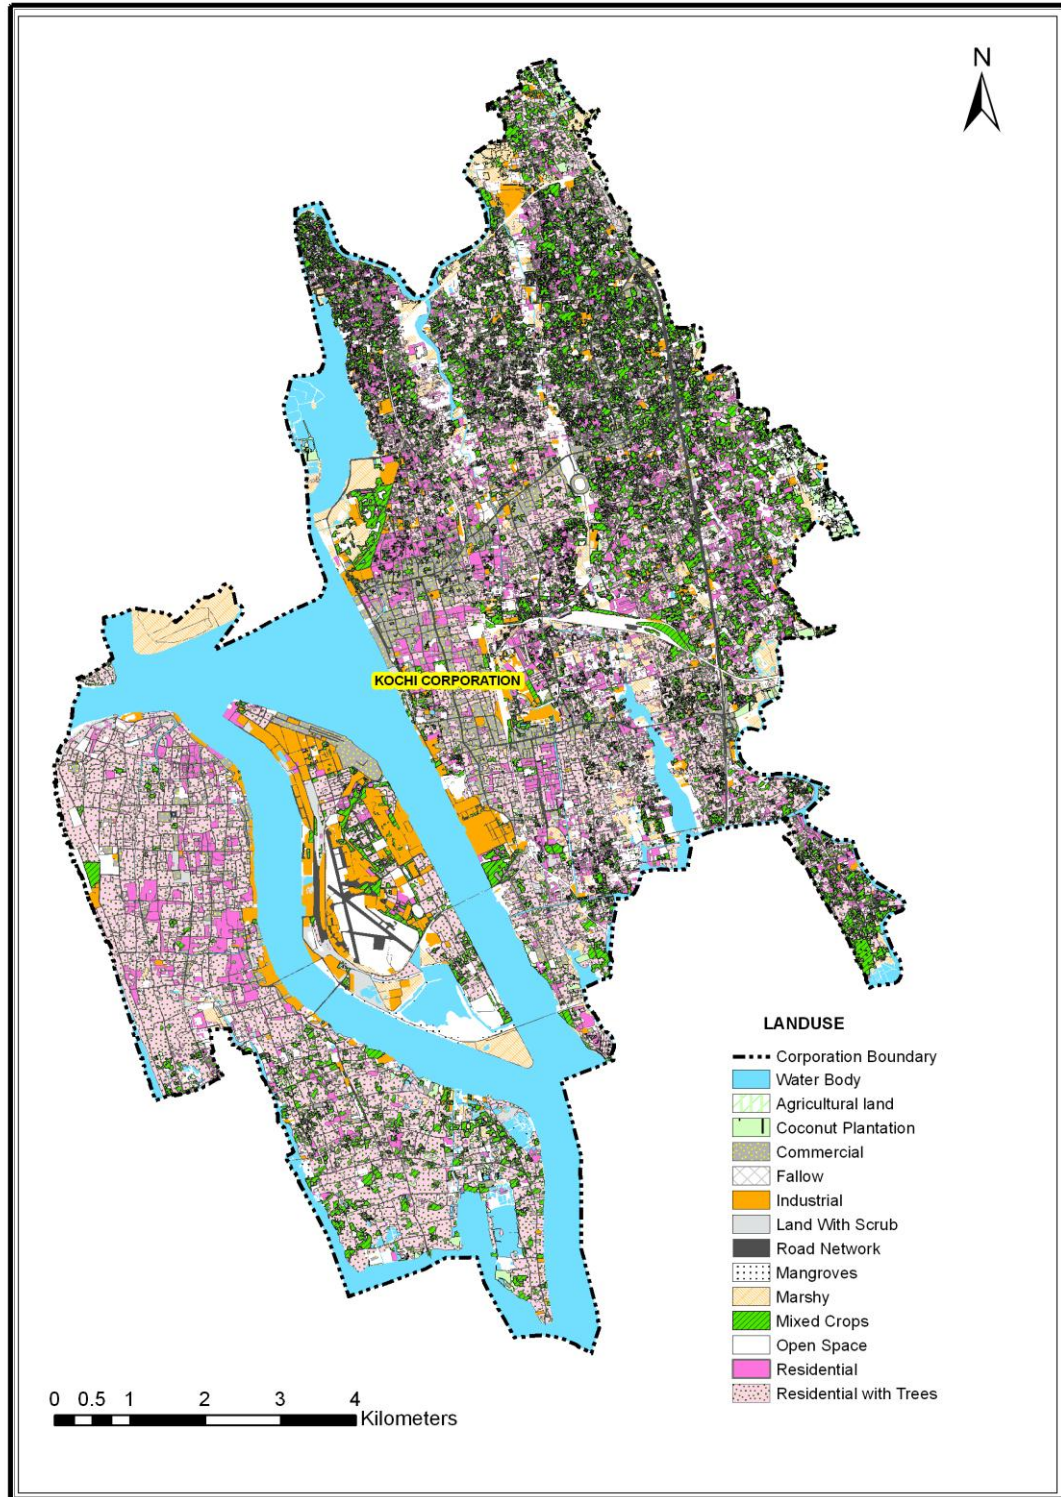 N
KOCHI CORPORATION
LANDUSE
Corporation Boundary
Water Body
Agricultural land
Coconut Plantation
Commercial
Fallow
Industrial
Land With Scrub
Road Network
Mangroves
Marshy
Mixed Crops
Open Space
Residential
Residential with Trees
0 0.5 1 2 3 4
Kilometers